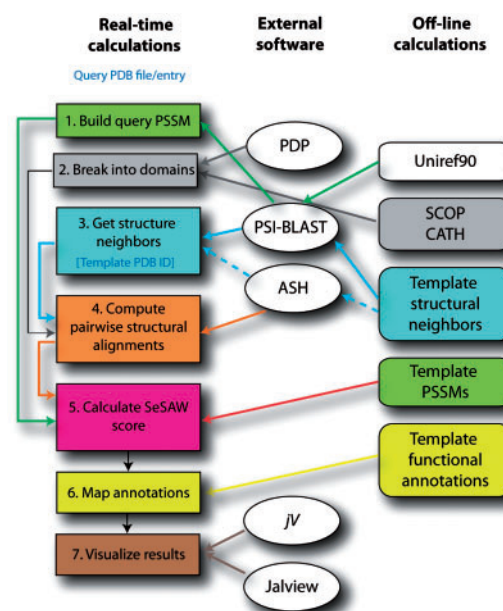 Real-time
calculations
External
software
Off-line
calculations
Query PDB file/entry
1. Build query PSSM
2. Break into domains
3. Get structure
neighbors
[Template PDB ID]
4. Compute
pairwise structural
alignments
5. Calculate SeSAW
score
6. Map annotations
7. Visualize results
PDP
PSI-BLAST
ASH
jV
Jalview
Uniref90
SCOP
CATH
Template
structural
neighbors
Template
PSSMs
Template
functional
annotations